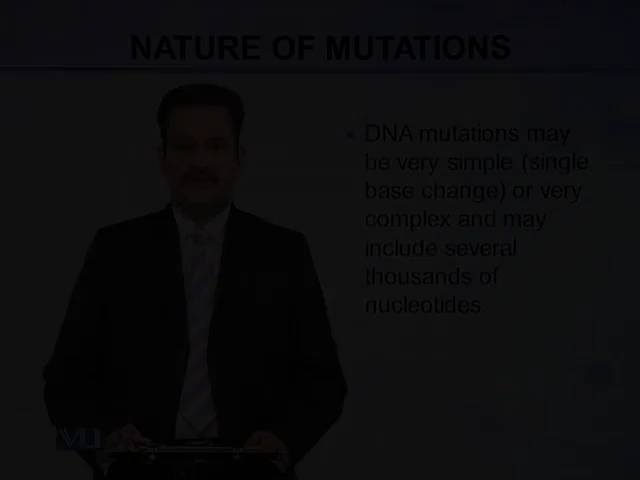 NATURE OF MUTATIONS
• DNA mutations may
be very simple (single
base change) or very
complex and may
include several
thousands of
nucleotides
VU